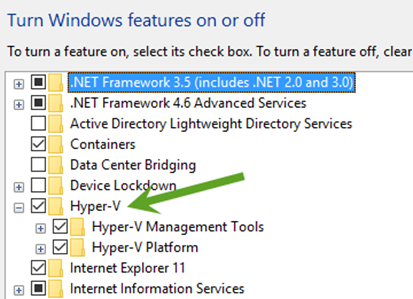 Turn Windows features on or off
To turn a feature on, select its check box. To turn a feature off, clear
.NET Framework 3.5 (includes .NET 2.0 and 3.0)
.NET Framework 4.6 Advanced Services
Active Directory Lightweight Directory Services
Containers
Data Center Bridging
Device Lockdown
Hyper-V
Hyper-V Management Tools
Hyper-V Platform
Internet Explorer 11
Internet Information Services